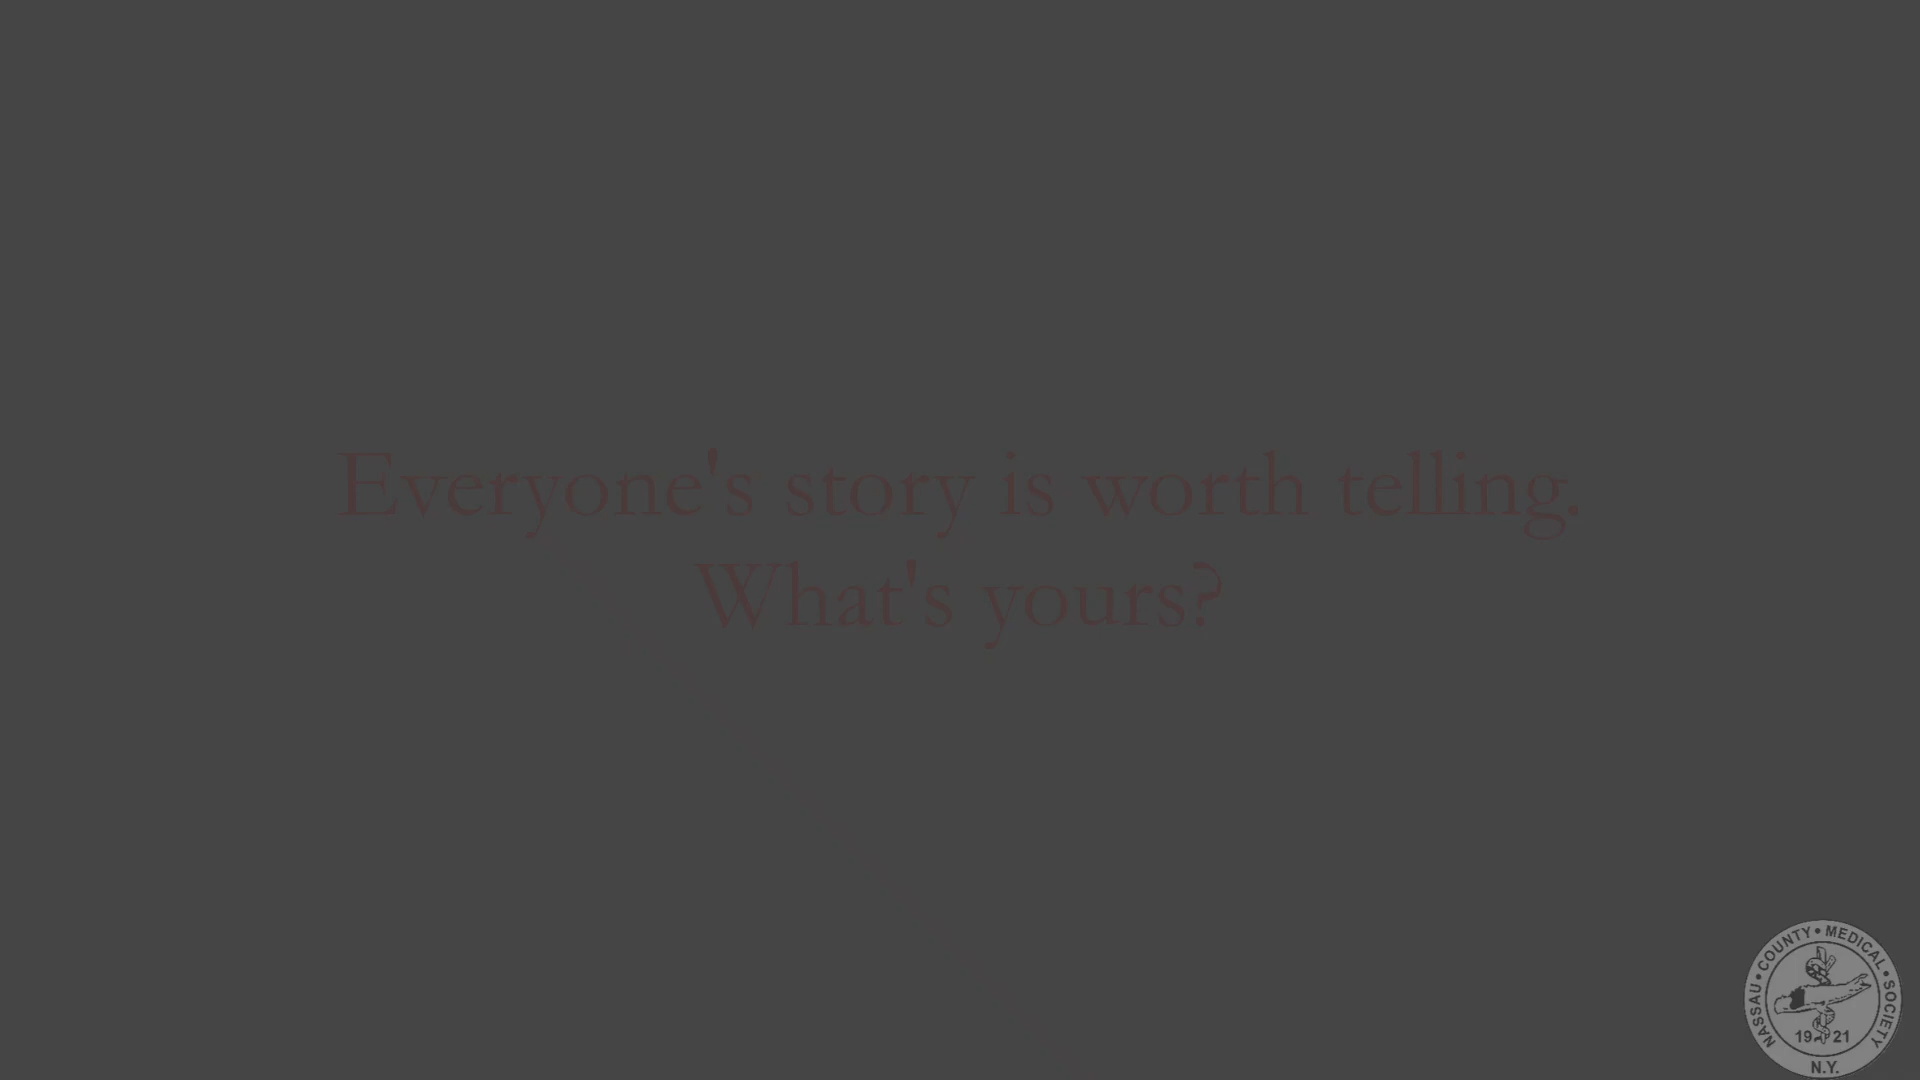 Everyone's story is worth telling.
What's yours?
NASSAU • COUNTY • MEDICAL • SOCIETY
19 21
N.Y.